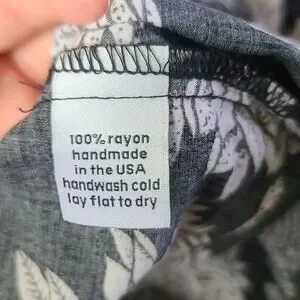 100% rayon
handmade
in the USA
handwash cold
lay flat to dry